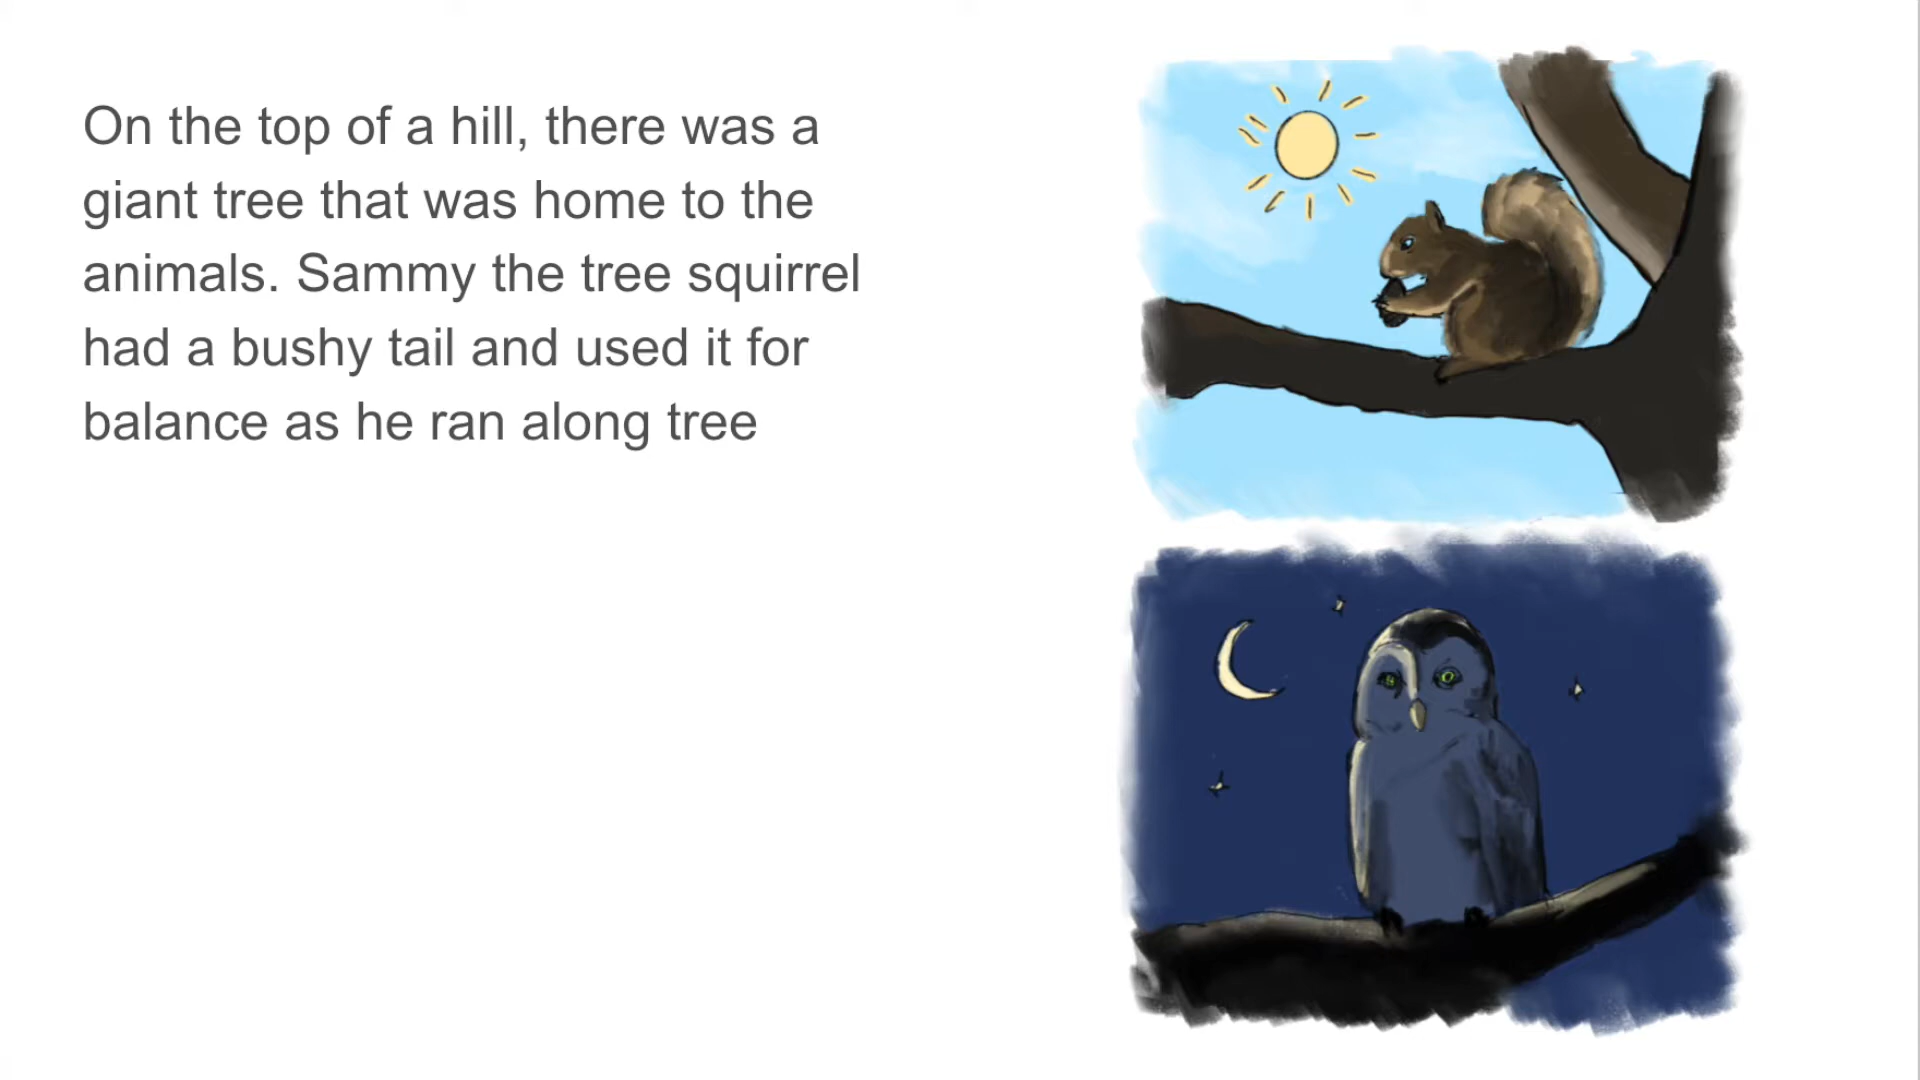 On the top of a hill, there was a
giant tree that was home to the
animals. Sammy the tree squirrel
had a bushy tail and used it for
balance as he ran along tree